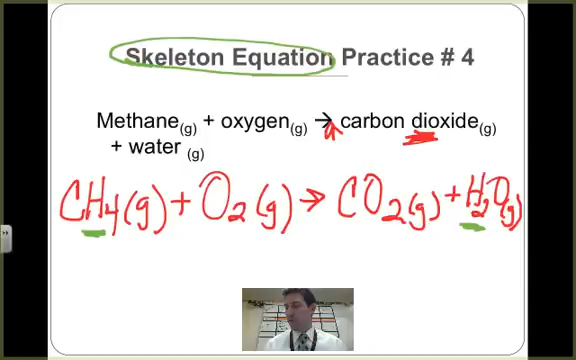 Skeleton Equation Practice # 4
Methane(g) + oxygen(g) → carbon dioxide(g)
+ water (g)
CH4(g) + O2(g) → CO2(g) + H2O(g)